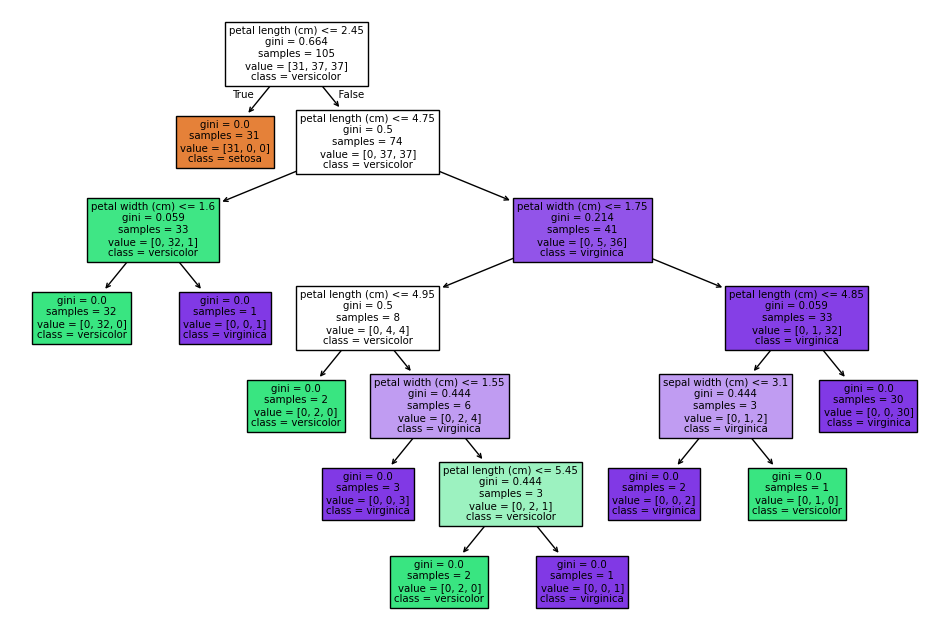 petal length (cm) <= 2.45
gini = 0.664
samples = 105
value = [31, 37, 37]
class = versicolor
True
False
gini = 0.0
samples = 31
value = [31, 0, 0]
class = setosa
petal length (cm) <= 4.75
gini = 0.5
samples = 74
value = [0, 37, 37]
class = versicolor
petal width (cm) <= 1.6
gini = 0.059
samples = 33
value = [0, 32, 1]
class = versicolor
petal width (cm) <= 1.75
gini = 0.214
samples = 41
value = [0, 5, 36]
class = virginica
gini = 0.0
samples = 32
value = [0, 32, 0]
class = versicolor
gini = 0.0
samples = 1
value = [0, 0, 1]
class = virginica
petal length (cm) <= 4.95
gini = 0.5
samples = 8
value = [0, 4, 4]
class = versicolor
petal length (cm) <= 4.85
gini = 0.059
samples = 33
value = [0, 1, 32]
class = virginica
gini = 0.0
samples = 2
value = [0, 2, 0]
class = versicolor
petal width (cm) <= 1.55
gini = 0.444
samples = 6
value = [0, 2, 4]
class = virginica
sepal width (cm) <= 3.1
gini = 0.444
samples = 3
value = [0, 1, 2]
class = virginica
gini = 0.0
samples = 30
value = [0, 0, 30]
class = virginica
gini = 0.0
samples = 3
value = [0, 0, 3]
class = virginica
petal length (cm) <= 5.45
gini = 0.444
samples = 3
value = [0, 2, 1]
class = versicolor
gini = 0.0
samples = 2
value = [0, 0, 2]
class = virginica
gini = 0.0
samples = 1
value = [0, 1, 0]
class = versicolor
gini = 0.0
samples = 2
value = [0, 2, 0]
class = versicolor
gini = 0.0
samples = 1
value = [0, 0, 1]
class = virginica